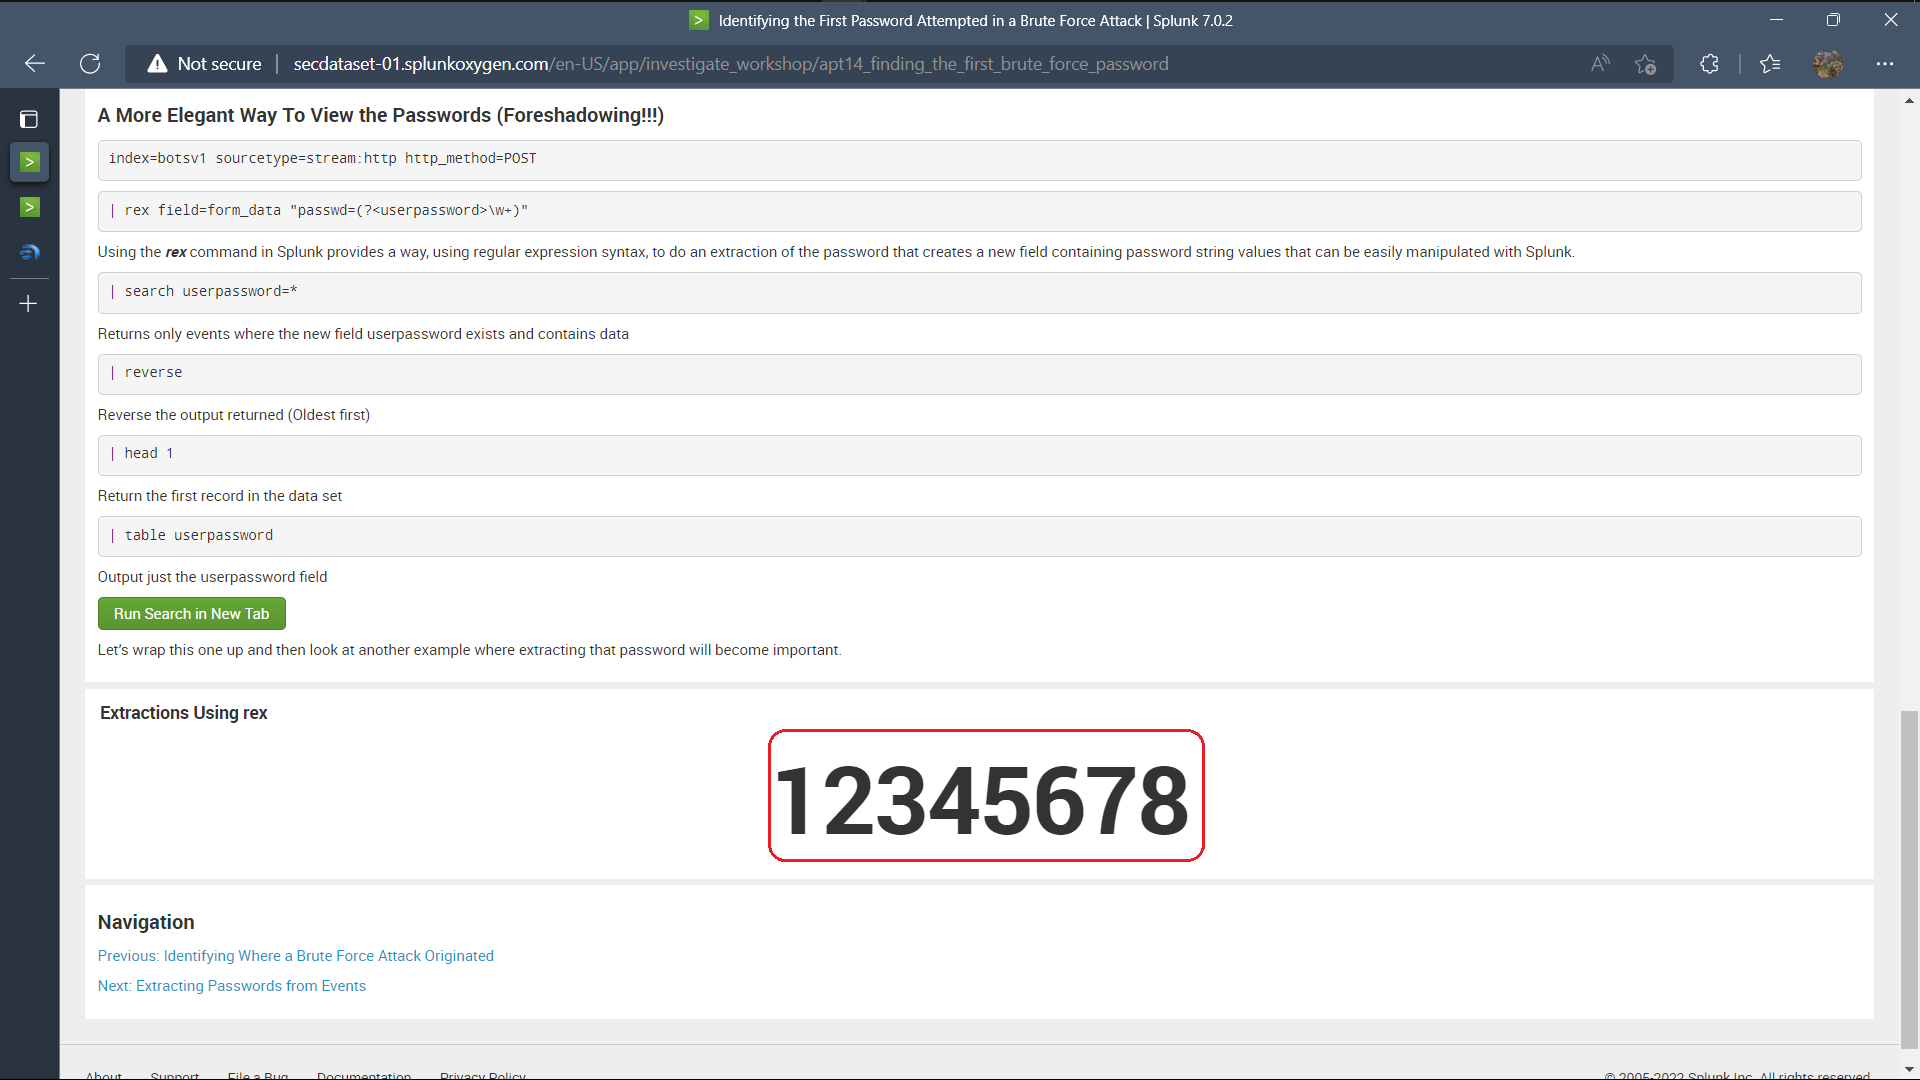 Identifying the First Password Attempted in a Brute Force Attack | Splunk 7.0.2
Not secure | secdataset-01.splunkoxygen.com/en-US/app/investigate_workshop/apt14_finding_the_first_brute_force_password
A More Elegant Way To View the Passwords (Foreshadowing!!!)
index=botsv1 sourcetype=stream:http http_method=POST
| rex field=form_data "passwd=(?<userpassword>\w+)"
Using the rex command in Splunk provides a way, using regular expression syntax, to do an extraction of the password that creates a new field containing password string values that can be easily manipulated with Splunk.
| search userpassword=*
Returns only events where the new field userpassword exists and contains data
| reverse
Reverse the output returned (Oldest first)
| head 1
Return the first record in the data set
| table userpassword
Output just the userpassword field
Run Search in New Tab
Let's wrap this one up and then look at another example where extracting that password will become important.
Extractions Using rex
12345678
Navigation
Previous: Identifying Where a Brute Force Attack Originated
Next: Extracting Passwords from Events
About Support File a Bug Documentation Privacy Policy © 2005-2022 Splunk Inc. All rights reserved.